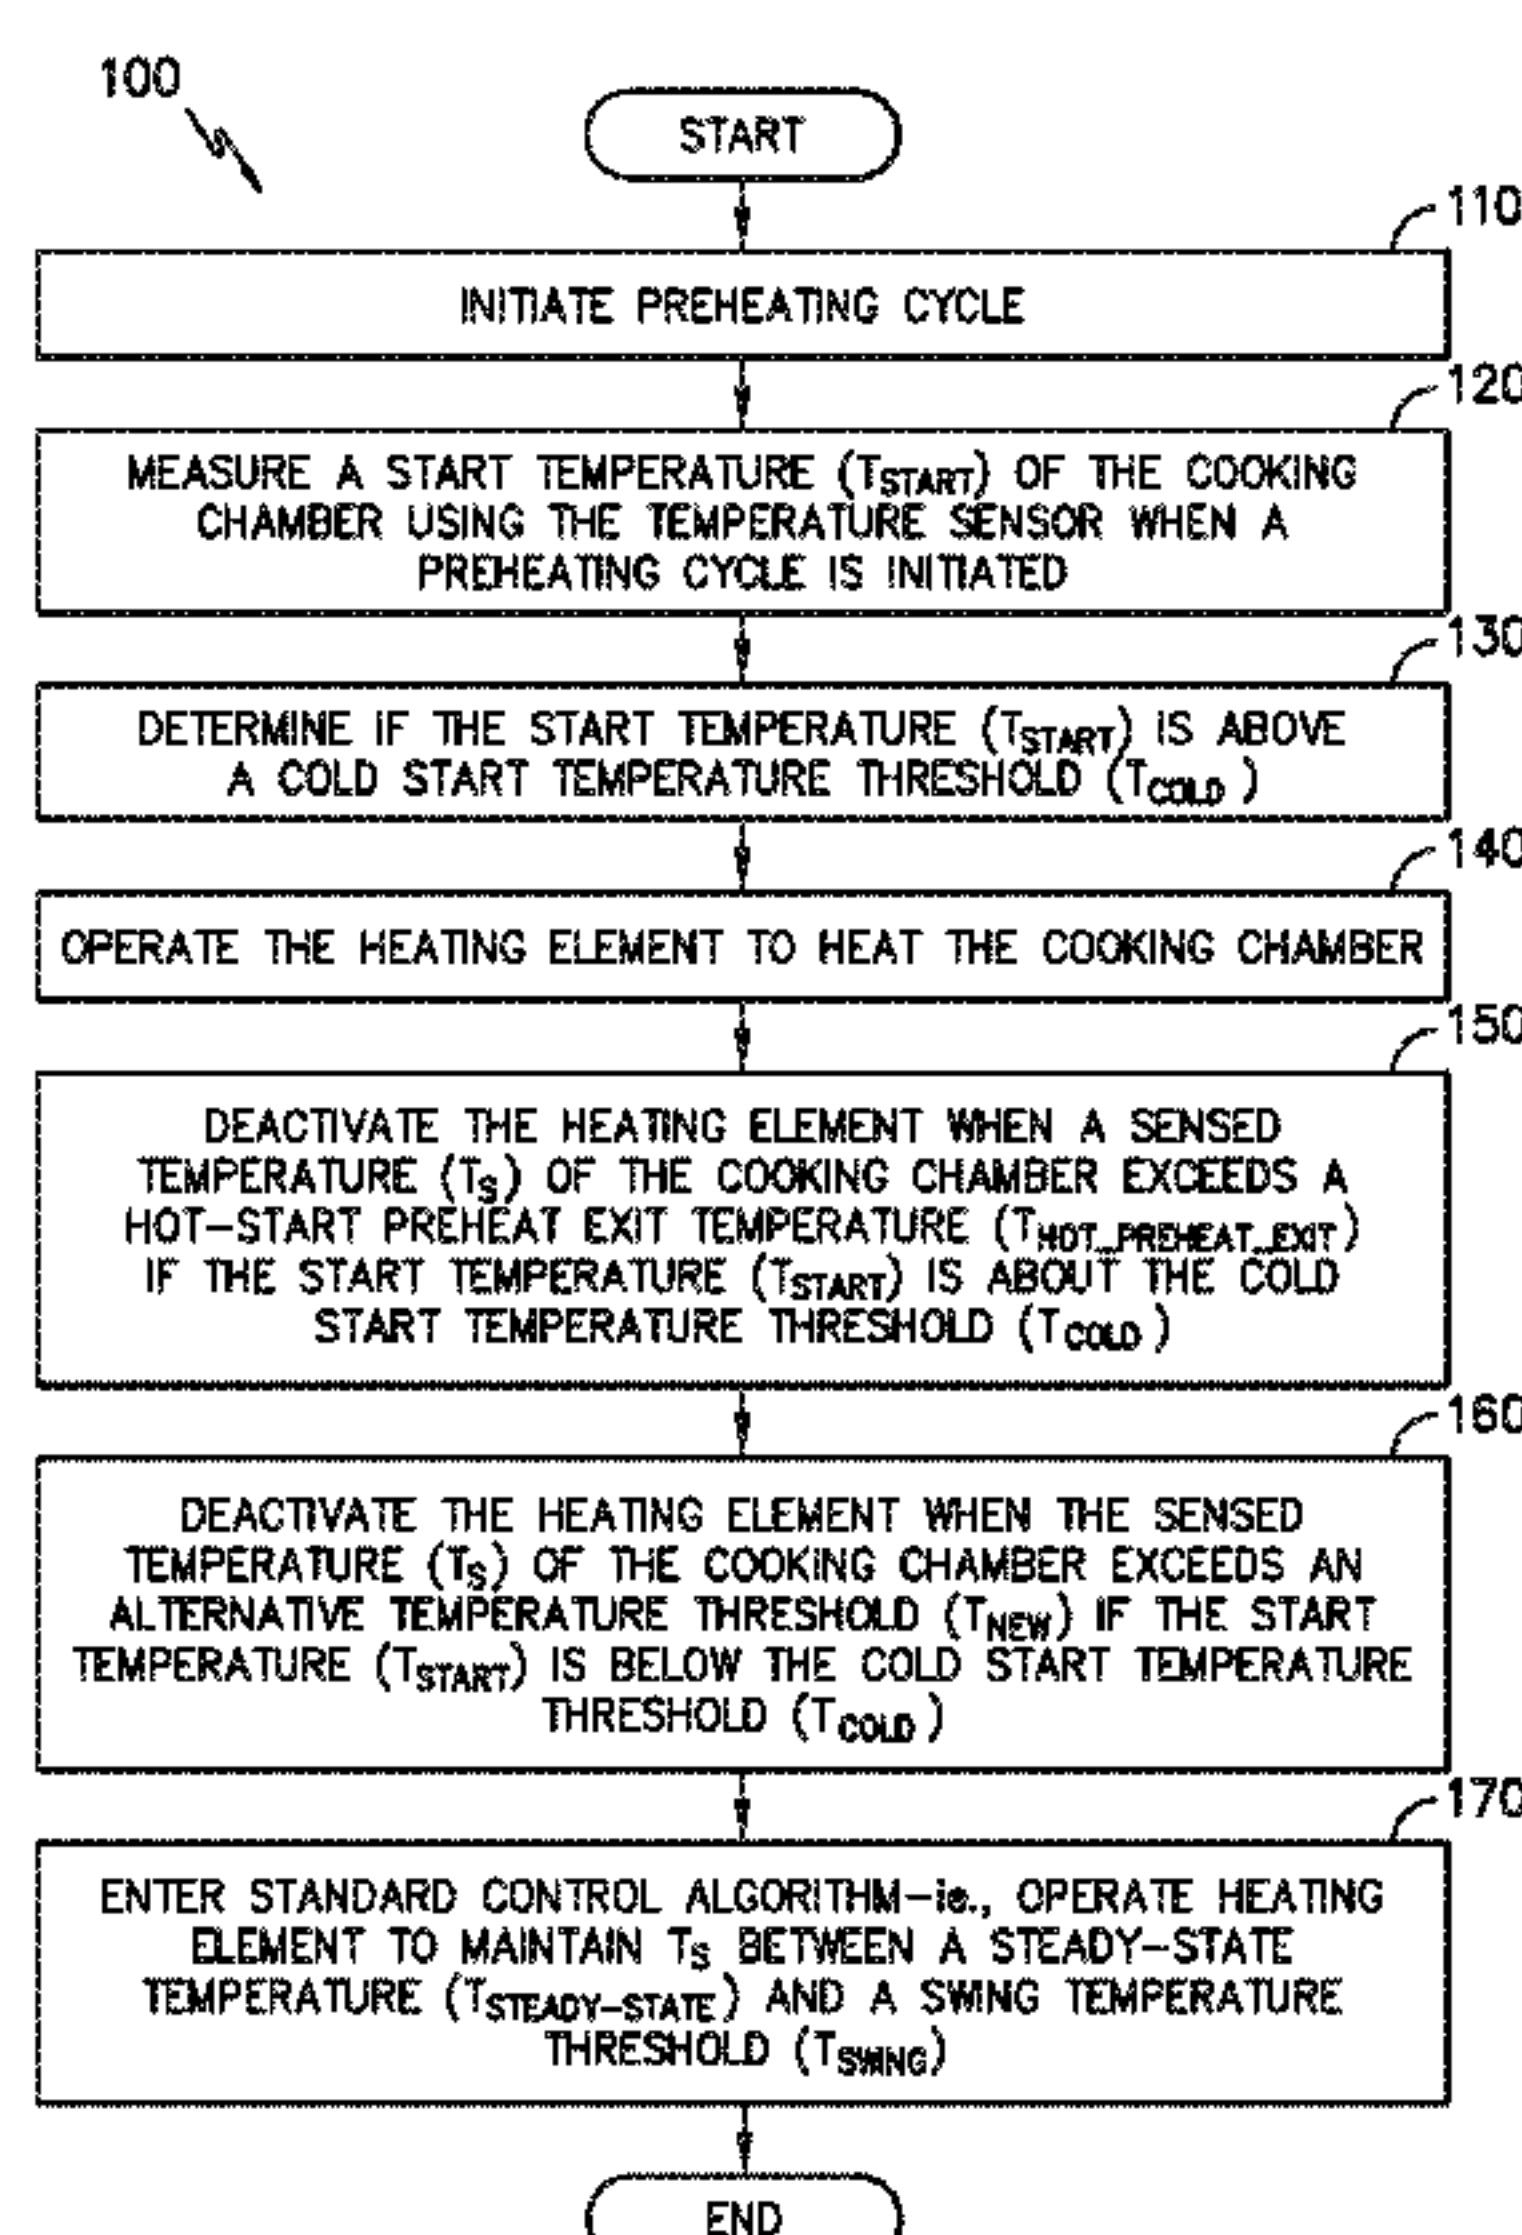 100
START
110
INITIATE PREHEATING CYCLE
120
MEASURE A START TEMPERATURE (TSTART) OF THE COOKING
CHAMBER USING THE TEMPERATURE SENSOR WHEN A
PREHEATING CYCLE IS INITIATED
130
DETERMINE IF THE START TEMPERATURE (TSTART) IS ABOVE
A COLD START TEMPERATURE THRESHOLD (TCOLD )
140
OPERATE THE HEATING ELEMENT TO HEAT THE COOKING CHAMBER
150
DEACTIVATE THE HEATING ELEMENT WHEN A SENSED
TEMPERATURE (TS) OF THE COOKING CHAMBER EXCEEDS A
HOT-START PREHEAT EXIT TEMPERATURE (THOT_PREHEAT_EXIT)
IF THE START TEMPERATURE (TSTART) IS ABOUT THE COLD
START TEMPERATURE THRESHOLD (TCOLD )
160
DEACTIVATE THE HEATING ELEMENT WHEN THE SENSED
TEMPERATURE (TS) OF THE COOKING CHAMBER EXCEEDS AN
ALTERNATIVE TEMPERATURE THRESHOLD (TNEW) IF THE START
TEMPERATURE (TSTART) IS BELOW THE COLD START TEMPERATURE
THRESHOLD (TCOLD )
170
ENTER STANDARD CONTROL ALGORITHM-ie., OPERATE HEATING
ELEMENT TO MAINTAIN TS BETWEEN A STEADY-STATE
TEMPERATURE (TSTEADY-STATE) AND A SWING TEMPERATURE
THRESHOLD (TSWING)
END